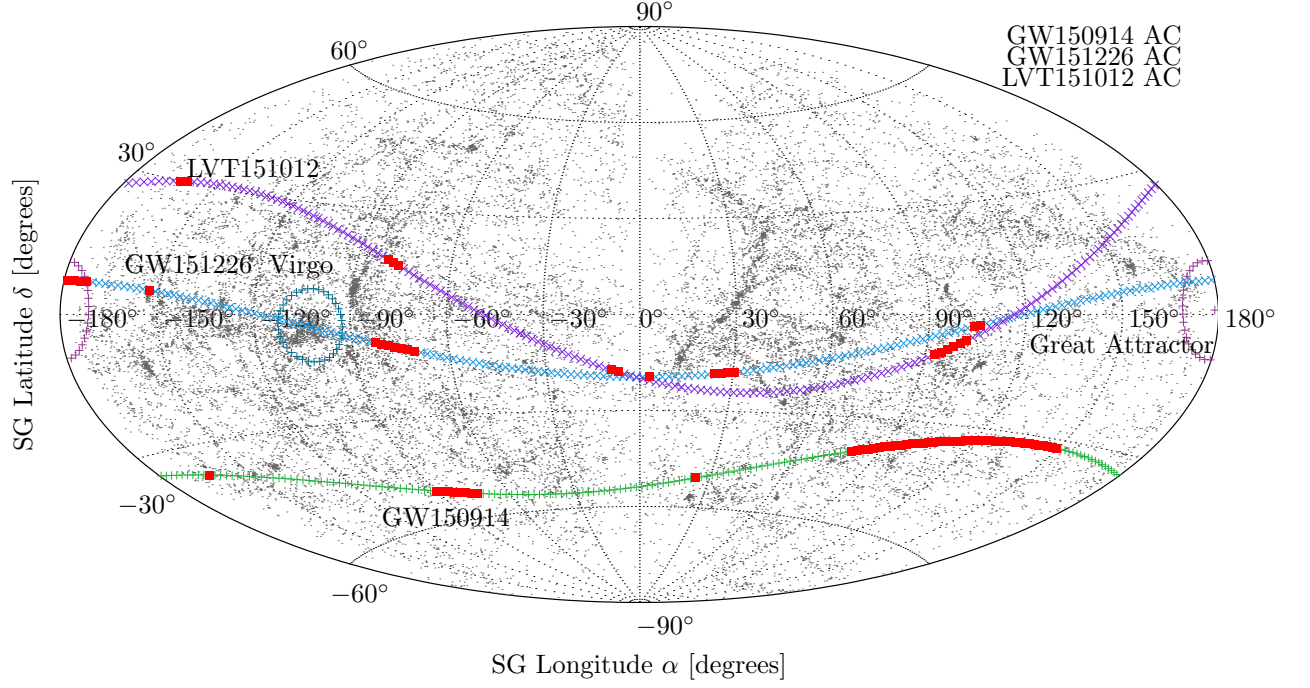 90°
GW150914 AC
60°
GW151226 AC
LVT151012 AC
30°
LVT151012
GW151226 Virgo
−180° −150° −120° −90° −60° −30° 0° 30° 60° 90° 120° 150° 180°
Great Attractor
SG Latitude δ [degrees]
−30°
GW150914
−60°
−90°
SG Longitude α [degrees]